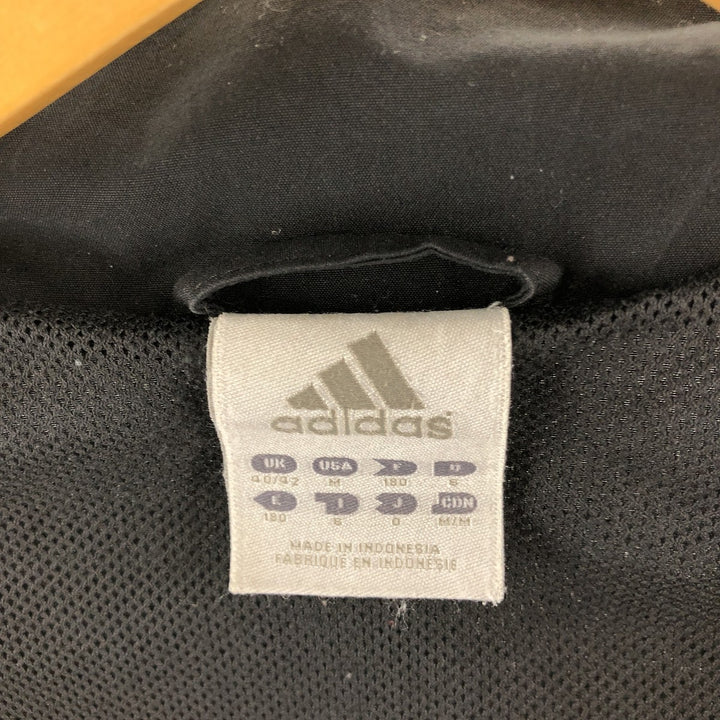 adidas
UK USA F D
40/42 M 180 6
E I J CDN
180 6 O M/M
MADE IN INDONESIA
FABRIQUE EN INDONESIE